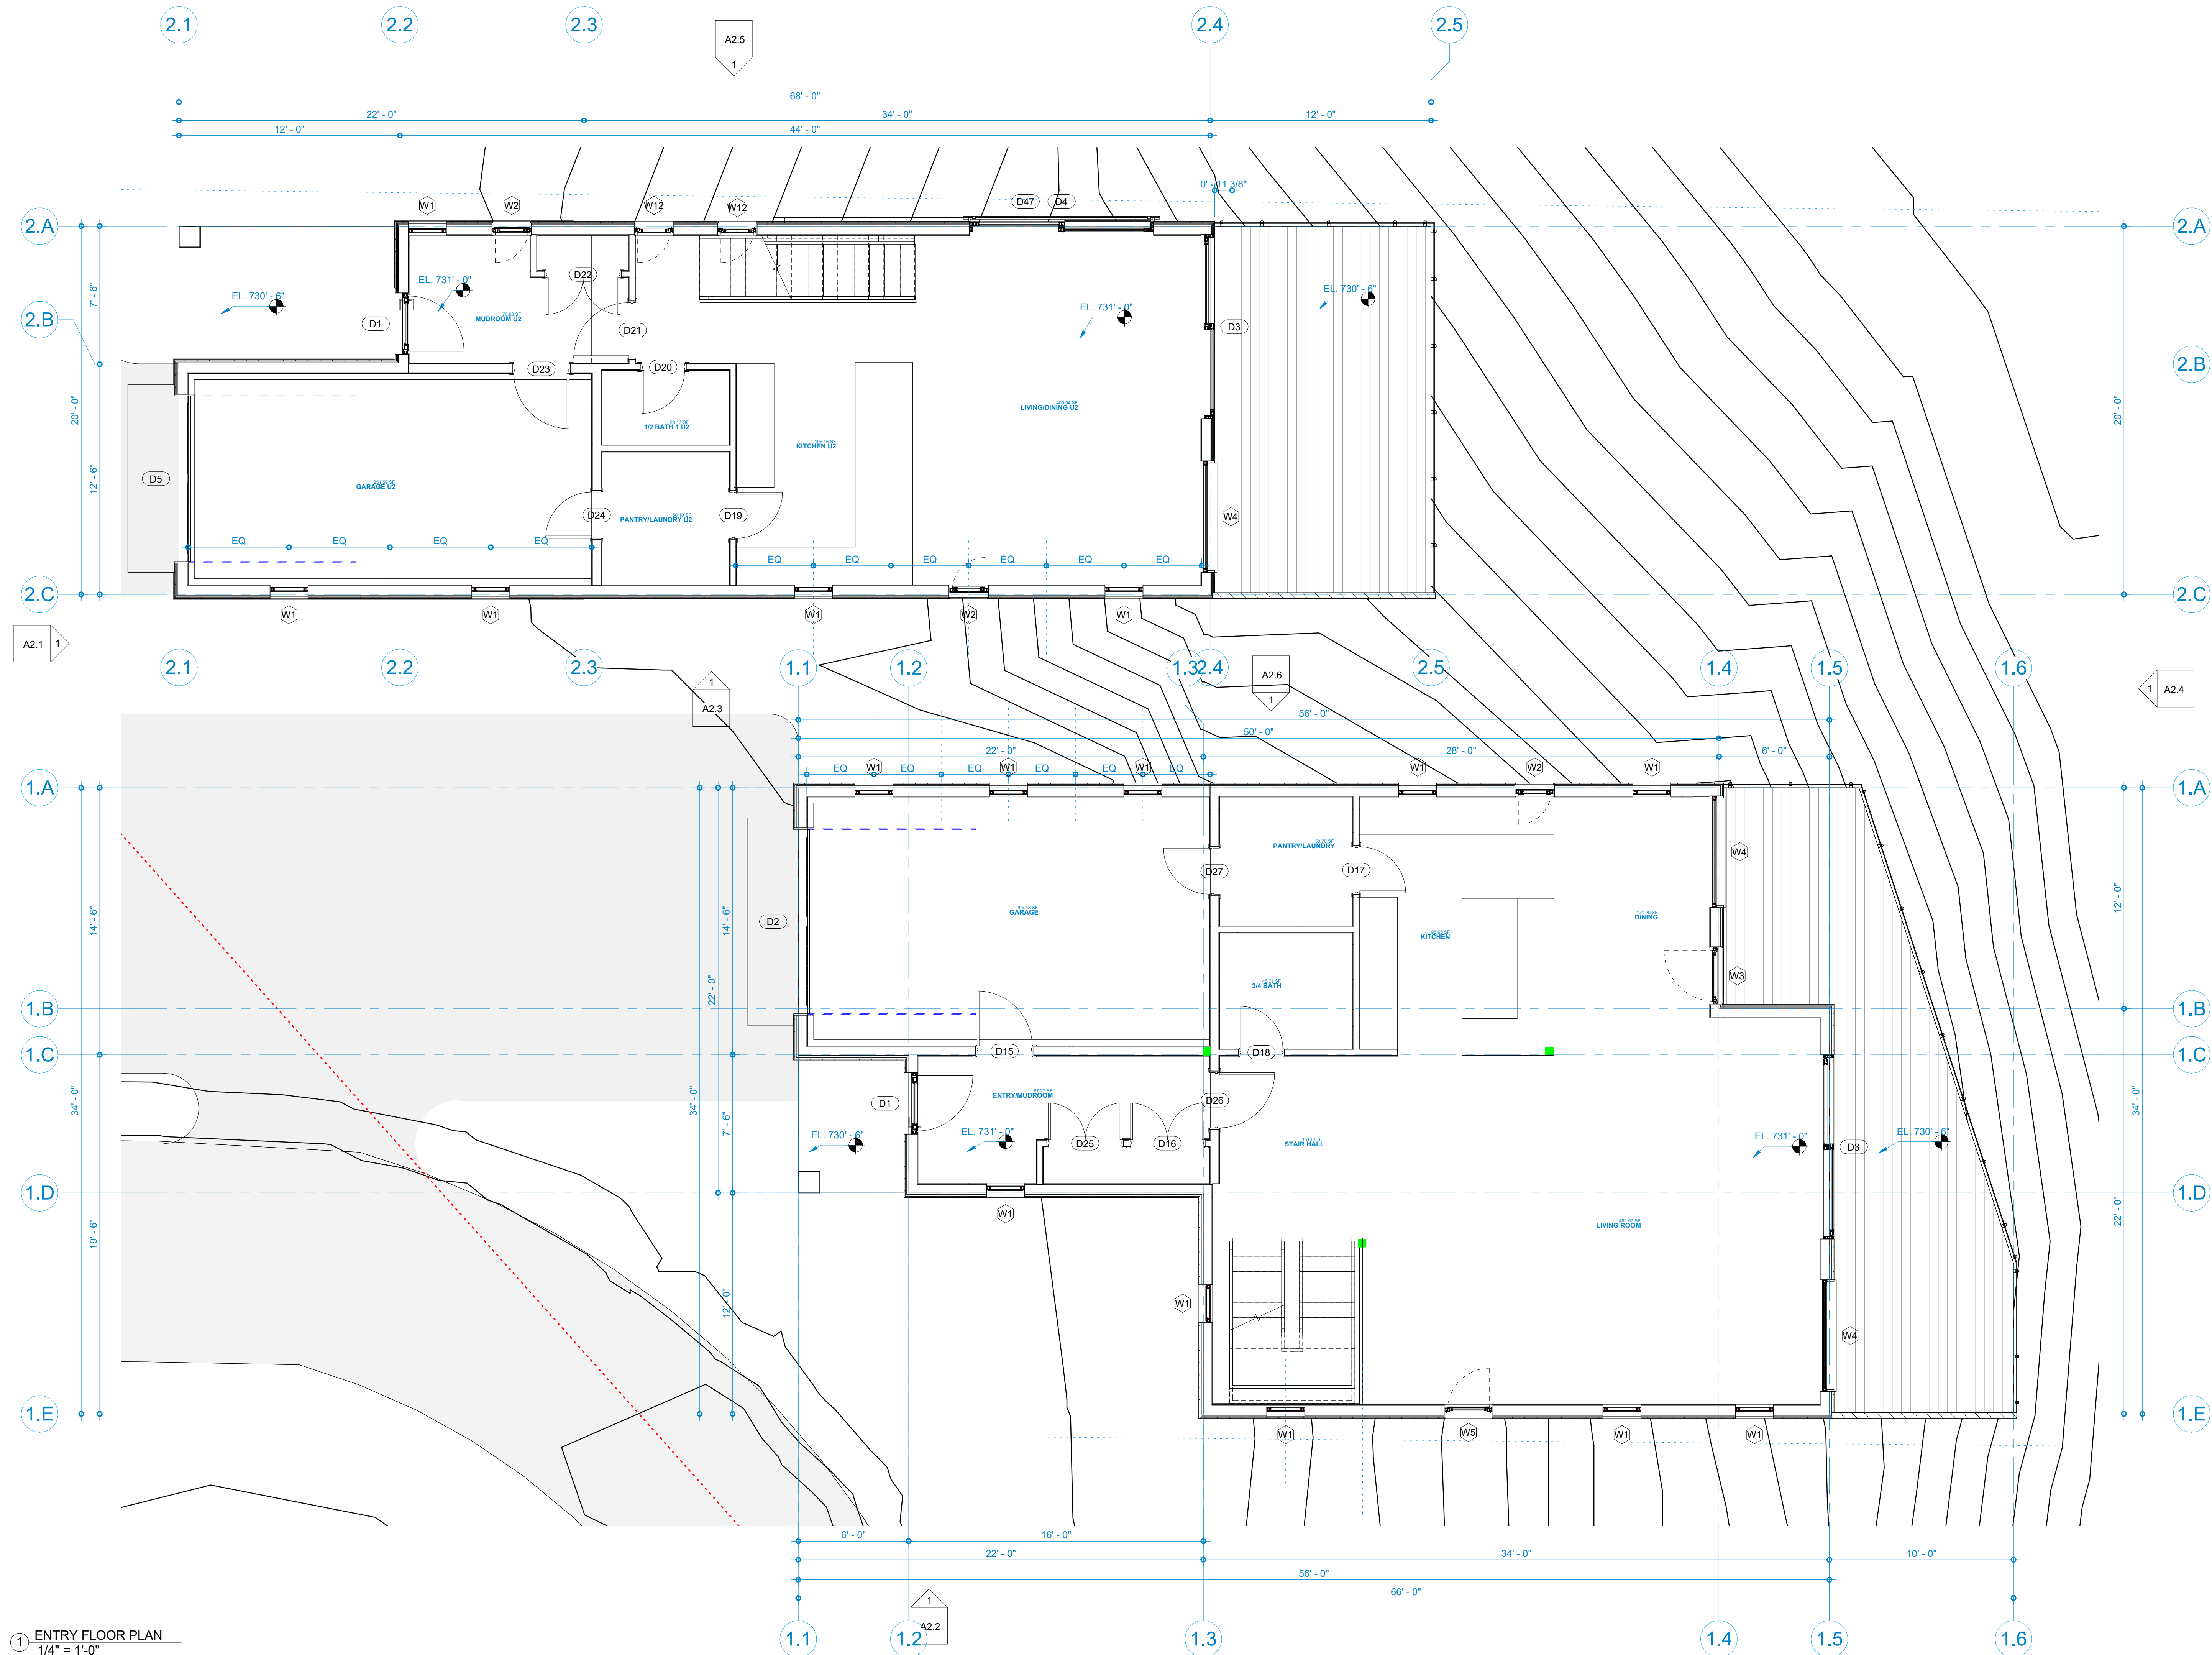 2.1
2.2
2.3
2.4
2.5
A2.5
1
68' - 0"
22' - 0"
34' - 0"
12' - 0"
12' - 0"
44' - 0"
0' - 11 3/8"
W1
W2
W12
W12
D47
D4
2.A
2.A
EL. 730' - 6"
EL. 731' - 0"
D22
EL. 731' - 0"
EL. 730' - 6"
7' - 6"
2.B
D1
MUDROOM U2
D21
D3
2.B
D23
D20
20' - 0"
20' - 0"
LIVING/DINING U2
1/2 BATH 1 U2
KITCHEN U2
12' - 6"
D5
GARAGE U2
D24
PANTRY/LAUNDRY U2
D19
W4
EQ
EQ
EQ
EQ
EQ
EQ
EQ
EQ
EQ
EQ
2.C
2.C
W1
W1
W1
W2
W1
A2.1
1
2.1
2.2
2.3
1.1
1.2
1.3
2.4
2.5
1.4
1.5
1.6
1
A2.3
A2.6
1
1
A2.4
56' - 0"
50' - 0"
22' - 0"
28' - 0"
6' - 0"
EQ
W1
EQ
EQ
W1
EQ
EQ
W1
EQ
W1
W2
W1
1.A
1.A
PANTRY/LAUNDRY
W4
D27
D17
14' - 6"
14' - 6"
D2
GARAGE
KITCHEN
DINING
12' - 0"
22' - 0"
3/4 BATH
W3
1.B
1.B
1.C
D15
D18
1.C
34' - 0"
34' - 0"
34' - 0"
7' - 6"
D1
ENTRY/MUDROOM
D26
EL. 730' - 6"
EL. 731' - 0"
D25
D16
STAIR HALL
EL. 731' - 0"
D3
EL. 730' - 6"
1.D
1.D
W1
LIVING ROOM
22' - 0"
19' - 6"
12' - 0"
W1
W4
1.E
1.E
W1
W5
W1
W1
6' - 0"
16' - 0"
22' - 0"
34' - 0"
10' - 0"
56' - 0"
66' - 0"
1
A2.2
1.1
1.2
1.3
1.4
1.5
1.6
1
ENTRY FLOOR PLAN
1/4" = 1'-0"